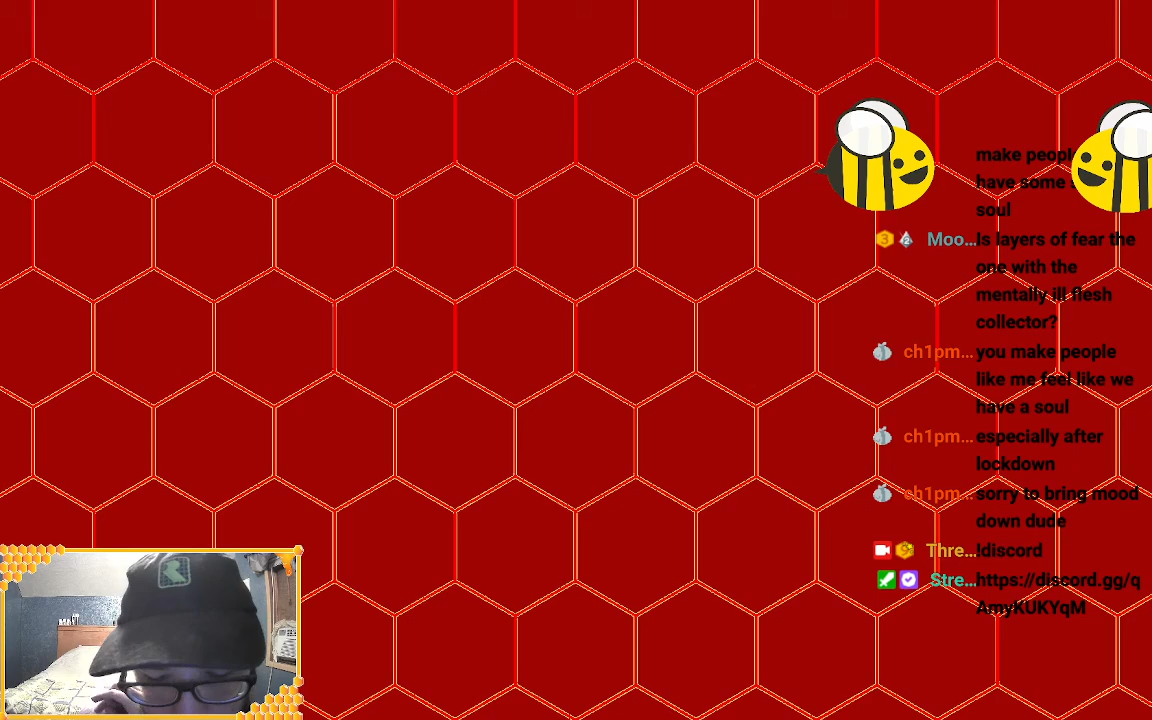 make peopl
have some
soul
3 2 Moo...Is layers of fear the
one with the
mentally ill flesh
collector?
ch1pm...you make people
like me feel like we
have a soul
ch1pm...especially after
lockdown
ch1pm...sorry to bring mood
down dude
Thre...!discord
Stre...https://discord.gg/q
AmyKUKYqM